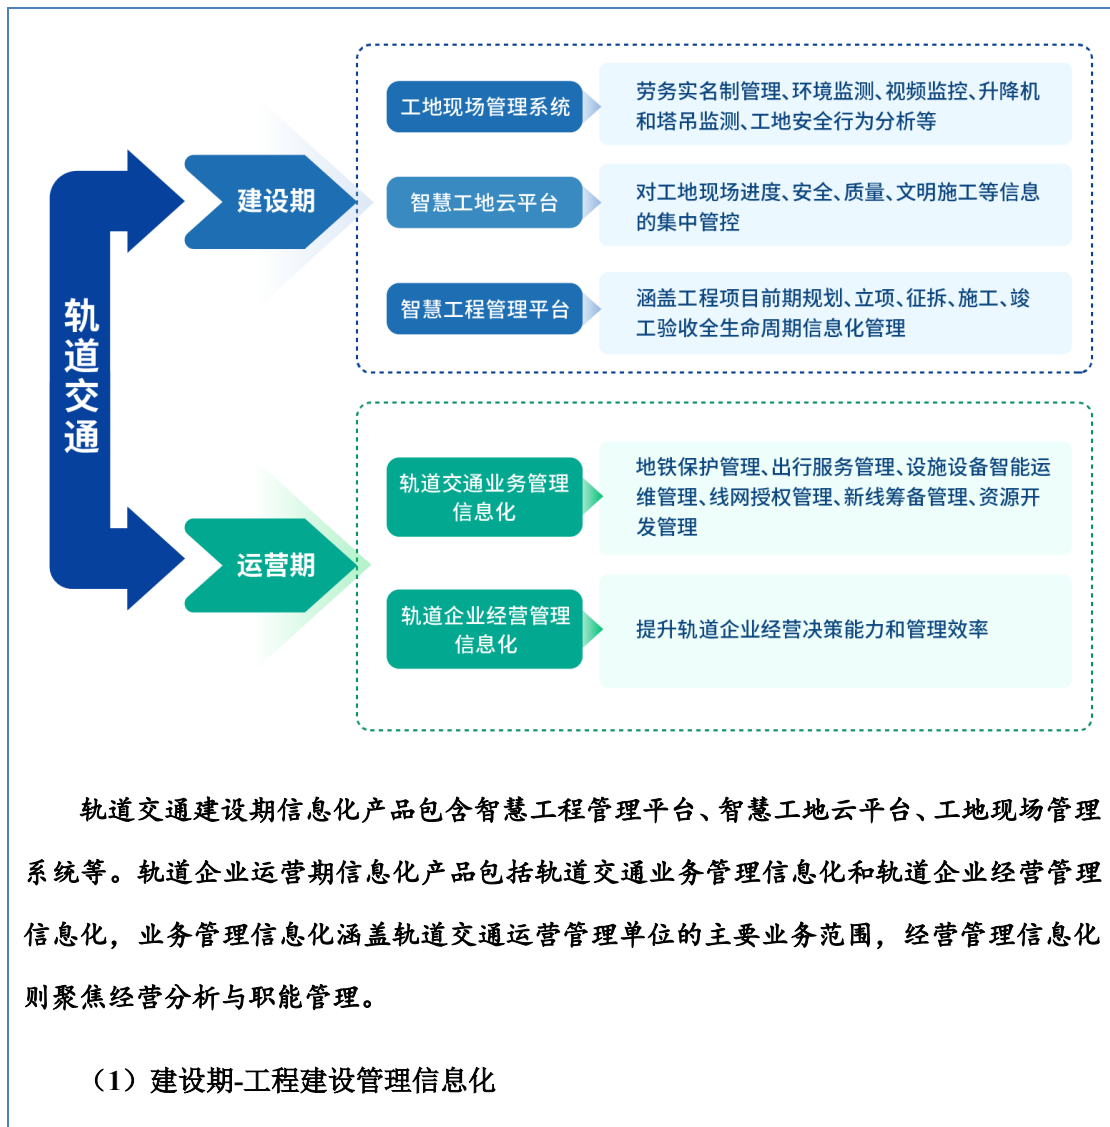 轨道交通
建设期
工地现场管理系统
劳务实名制管理、环境监测、视频监控、升降机
和塔吊监测、工地安全行为分析等
智慧工地云平台
对工地现场进度、安全、质量、文明施工等信息
的集中管控
智慧工程管理平台
涵盖工程项目前期规划、立项、征拆、施工、竣
工验收全生命周期信息化管理
运营期
轨道交通业务管理
信息化
地铁保护管理、出行服务管理、设施设备智能运
维管理、线网授权管理、新线筹备管理、资源开
发管理
轨道企业经营管理
信息化
提升轨道企业经营决策能力和管理效率
轨道交通建设期信息化产品包含智慧工程管理平台、智慧工地云平台、工地现场管理
系统等。轨道企业运营期信息化产品包括轨道交通业务管理信息化和轨道企业经营管理
信息化，业务管理信息化涵盖轨道交通运营管理单位的主要业务范围，经营管理信息化
则聚焦经营分析与职能管理。
（1）建设期-工程建设管理信息化